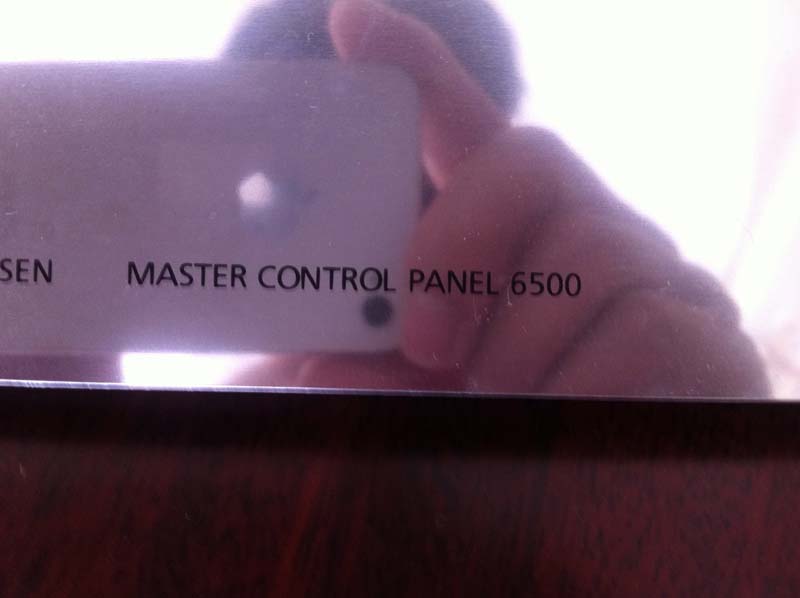 SEN MASTER CONTROL PANEL 6500